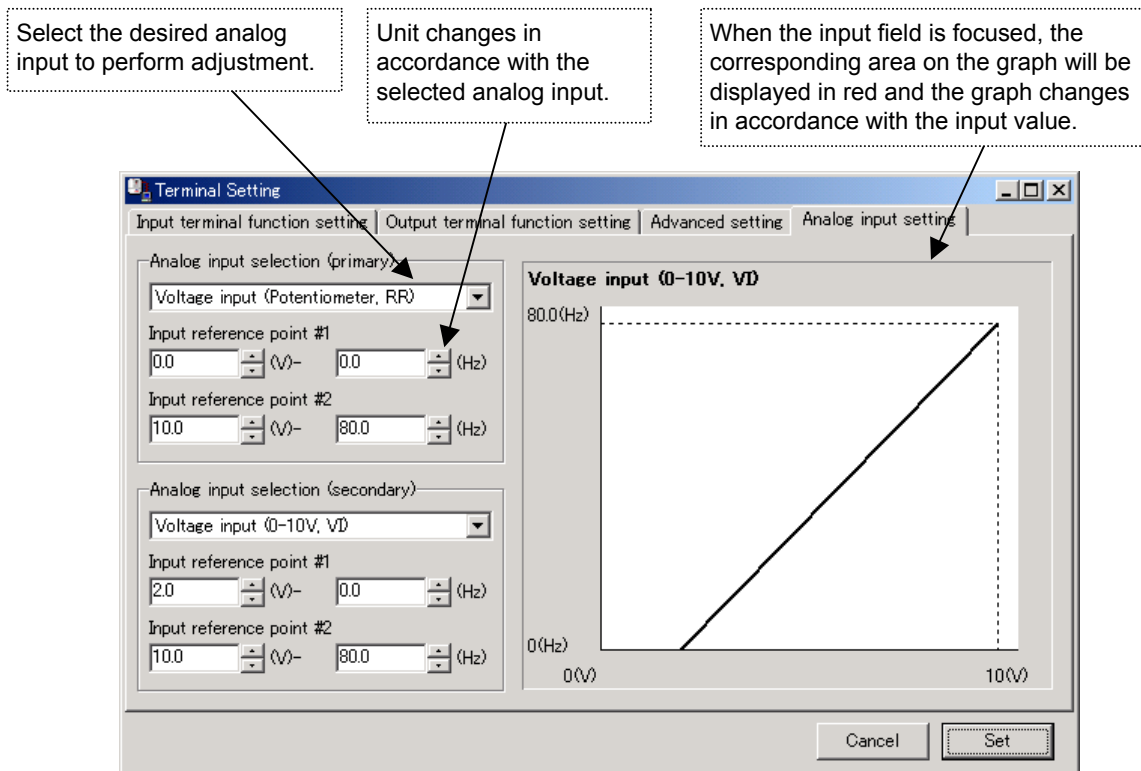 Select the desired analog
input to perform adjustment.
Unit changes in
accordance with the
selected analog input.
When the input field is focused, the
corresponding area on the graph will be
displayed in red and the graph changes
in accordance with the input value.
Terminal Setting
Input terminal function setting
Output terminal function setting
Advanced setting
Analog input setting
Analog input selection (primary)
Voltage input (Potentiometer, RR)
Input reference point #1
0.0 (V)- 0.0 (Hz)
Input reference point #2
10.0 (V)- 80.0 (Hz)
Analog input selection (secondary)
Voltage input (0-10V, VI)
Input reference point #1
2.0 (V)- 0.0 (Hz)
Input reference point #2
10.0 (V)- 80.0 (Hz)
Voltage input (0-10V, VI)
80.0(Hz)
0(Hz)
0(V)
10(V)
Cancel
Set